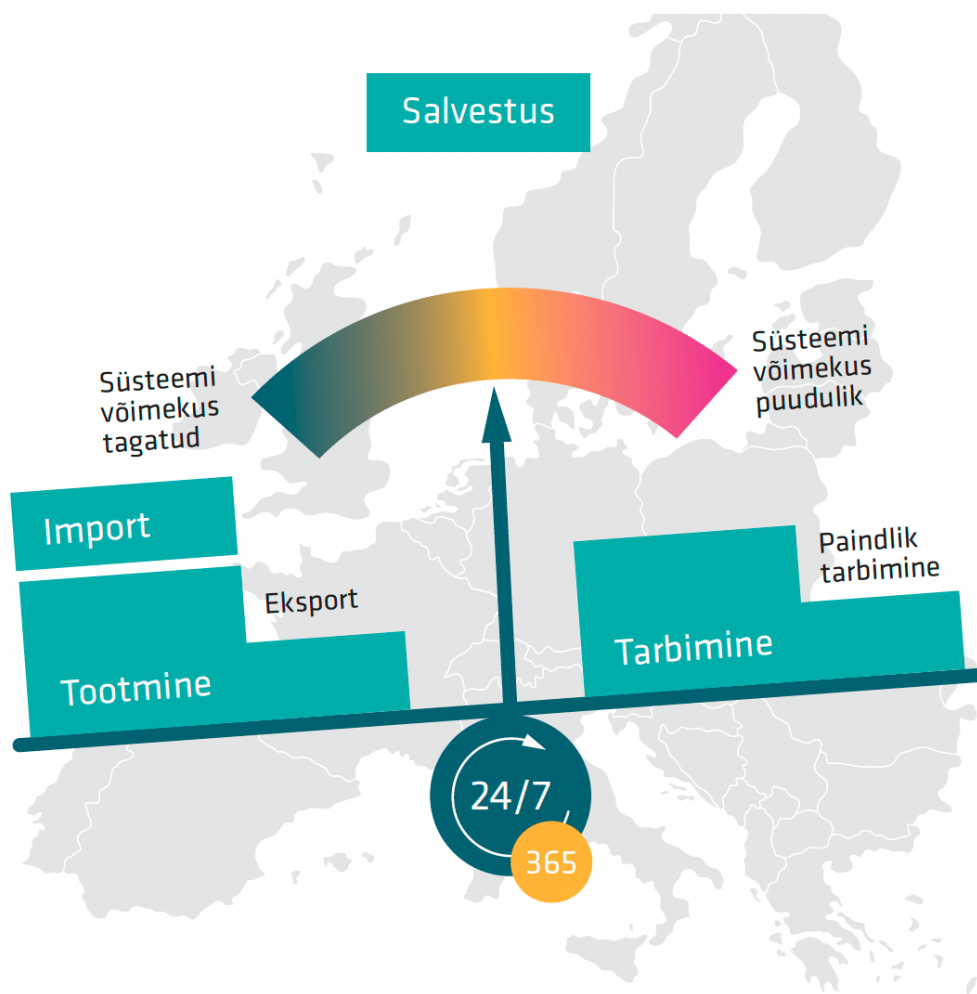 Salvestus
Süsteemi
võimekus
tagatud
Süsteemi
võimekus
puudulik
Import
Eksport
Tootmine
Paindlik
tarbimine
Tarbimine
24/7
365